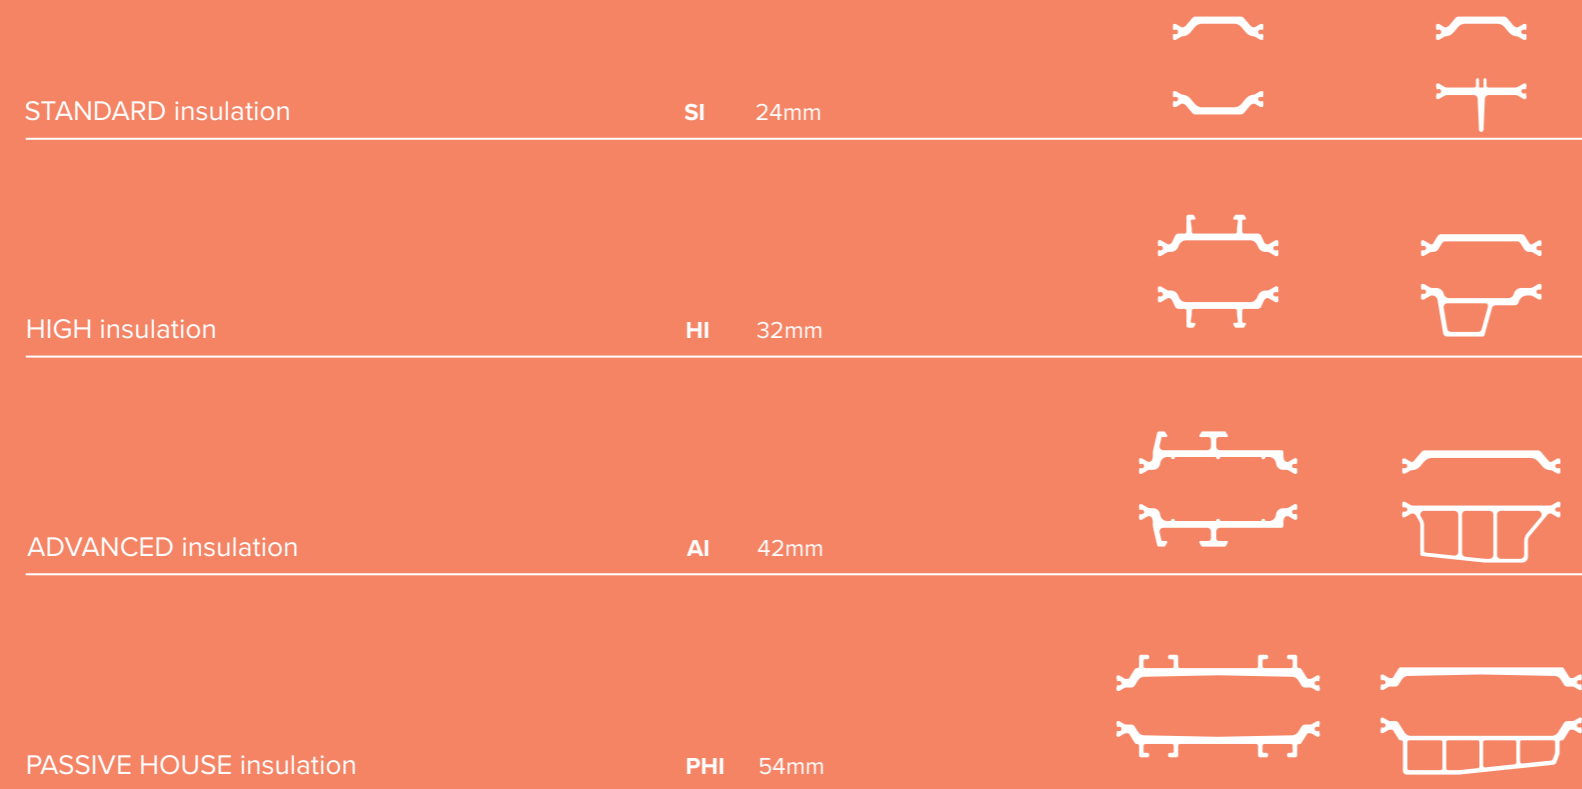 STANDARD insulation SI 24mm
HIGH insulation HI 32mm
ADVANCED insulation AI 42mm
PASSIVE HOUSE insulation PHI 54mm